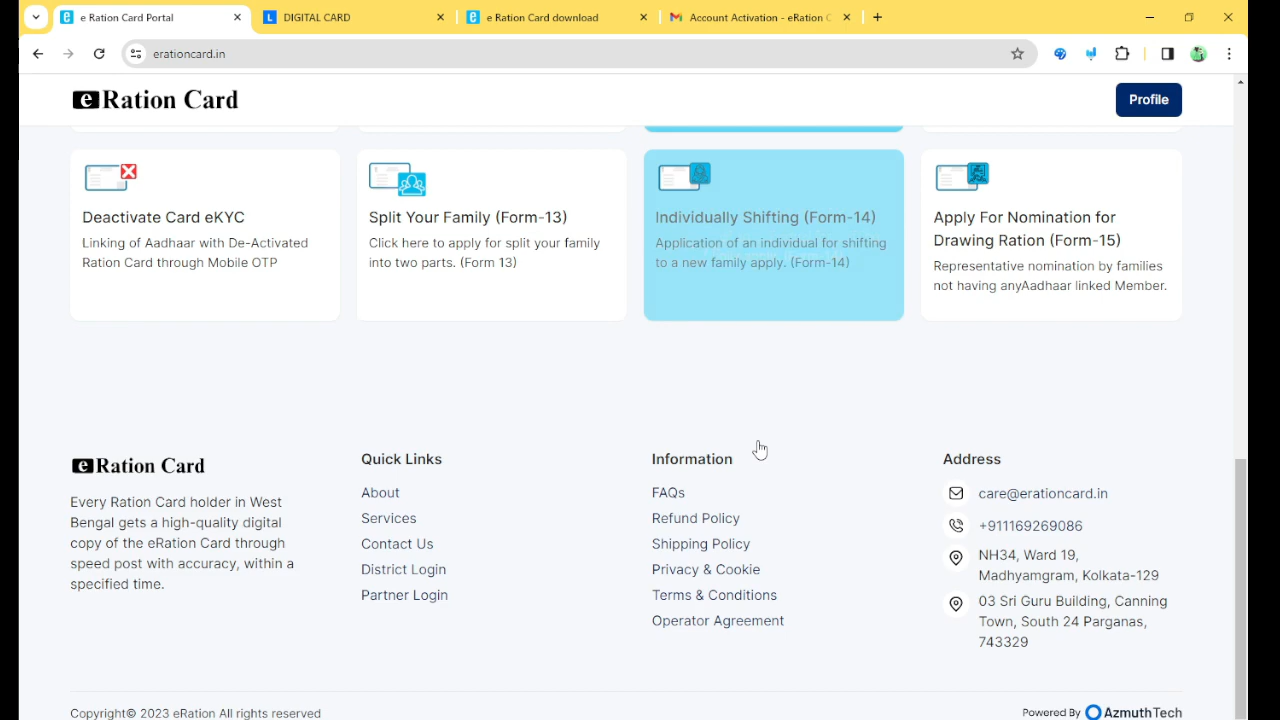 e Ration Card Portal
DIGITAL CARD
e Ration Card download
Account Activation - eRation C
erationcard.in
e Ration Card
Profile
Deactivate Card eKYC
Linking of Aadhaar with De-Activated
Ration Card through Mobile OTP
Split Your Family (Form-13)
Click here to apply for split your family
into two parts. (Form 13)
Individually Shifting (Form-14)
Application of an individual for shifting
to a new family apply. (Form-14)
Apply For Nomination for
Drawing Ration (Form-15)
Representative nomination by families
not having anyAadhaar linked Member.
e Ration Card
Every Ration Card holder in West
Bengal gets a high-quality digital
copy of the eRation Card through
speed post with accuracy, within a
specified time.
Quick Links
About
Services
Contact Us
District Login
Partner Login
Information
FAQs
Refund Policy
Shipping Policy
Privacy & Cookie
Terms & Conditions
Operator Agreement
Address
care@erationcard.in
+911169269086
NH34, Ward 19,
Madhyamgram, Kolkata-129
03 Sri Guru Building, Canning
Town, South 24 Parganas,
743329
Copyright© 2023 eRation All rights reserved
Powered By AzmuthTech